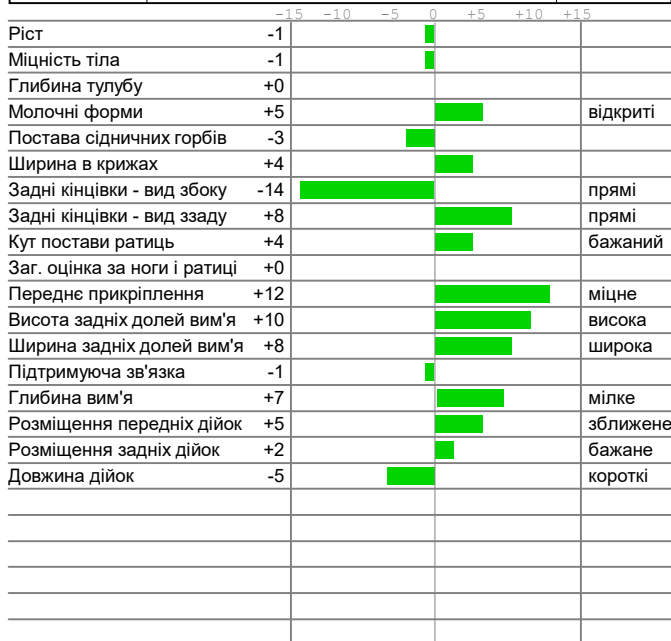 -15 -10 -5 0 +5 +10 +15
Ріст -1
Міцність тіла -1
Глибина тулубу +0
Молочні форми +5 відкриті
Постава сідничних горбів -3
Ширина в крижах +4
Задні кінцівки - вид збоку -14 прямі
Задні кінцівки - вид ззаду +8 прямі
Кут постави ратиць +4 бажаний
Заг. оцінка за ноги і ратиці +0
Переднє прикріплення +12 міцне
Висота задніх долей вим'я +10 висока
Ширина задніх долей вим'я +8 широка
Підтримуюча зв'язка -1
Глибина вим'я +7 мілке
Розміщення передніх дійок +5 зближене
Розміщення задніх дійок +2 бажане
Довжина дійок -5 короткі